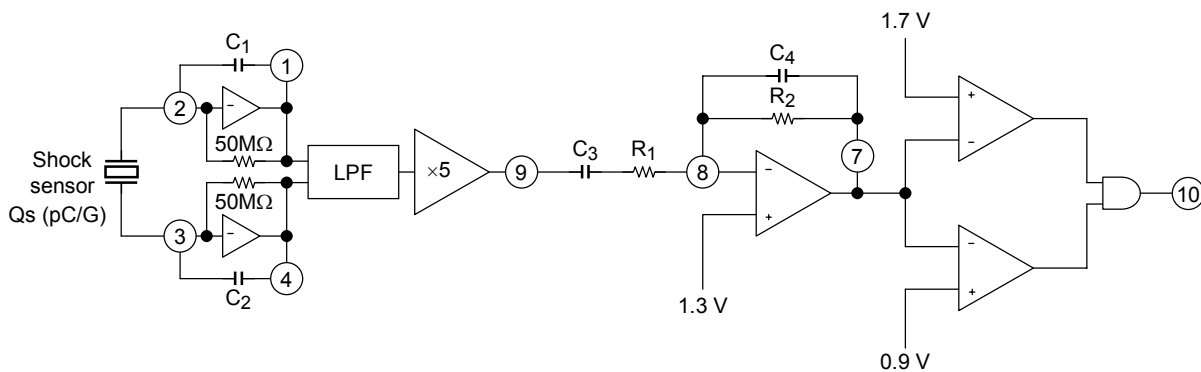 1.7 V
C1
1
C4
2
-
R2
+
50MΩ
-
7
Shock
sensor
Qs (pC/G)
LPF
×5
9
C3
R1
8
-
10
50MΩ
+
3
-
-
4
+
C2
1.3 V
0.9 V